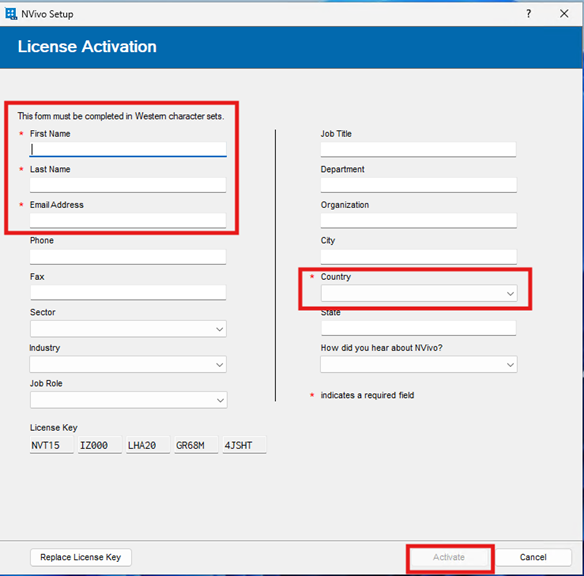 NVivo Setup
?
License Activation
This form must be completed in Western character sets.
* First Name
* Last Name
* Email Address
Phone
Fax
Sector
Industry
Job Role
License Key
NVT15 IZ000 LHA20 GR68M 4JSHT
Job Title
Department
Organization
City
* Country
State
How did you hear about NVivo?
* indicates a required field
Replace License Key
Activate
Cancel